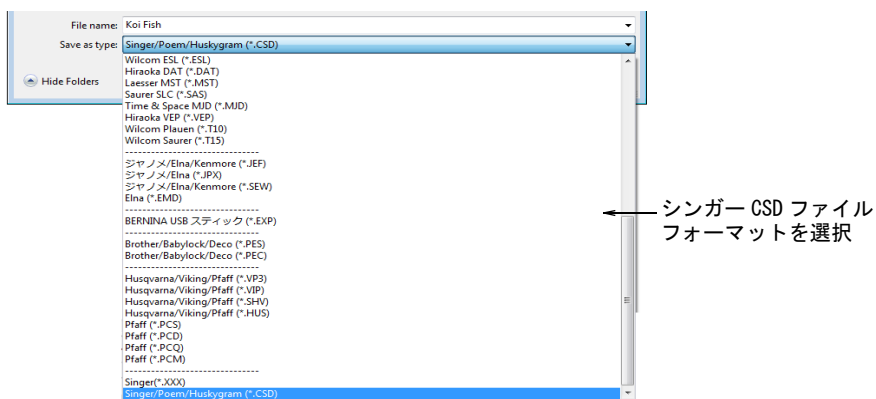 File name: Koi Fish
Save as type: Singer/Poem/Huskygram (*.CSD)
Hide Folders
Wilcom ESL (*.ESL)
Hiraoka DAT (*.DAT)
Laesser MST (*.MST)
Saurer SLC (*.SAS)
Time & Space MJD (*.MJD)
Hiraoka VEP (*.VEP)
Wilcom Plauen (*.T10)
Wilcom Saurer (*.T15)
--------------------------------
ジャノメ/Elna/Kenmore (*.JEF)
ジャノメ/Elna (*.JPX)
ジャノメ/Elna/Kenmore (*.SEW)
Elna (*.EMD)
--------------------------------
BERNINA USB スティック (*.EXP)
--------------------------------
Brother/Babylock/Deco (*.PES)
Brother/Babylock/Deco (*.PEC)
--------------------------------
Husqvarna/Viking/Pfaff (*.VP3)
Husqvarna/Viking/Pfaff (*.VIP)
Husqvarna/Viking/Pfaff (*.SHV)
Husqvarna/Viking/Pfaff (*.HUS)
Pfaff (*.PCS)
Pfaff (*.PCD)
Pfaff (*.PCQ)
Pfaff (*.PCM)
--------------------------------
Singer(*.XXX)
Singer/Poem/Huskygram (*.CSD)
シンガー CSD ファイル
フォーマットを選択